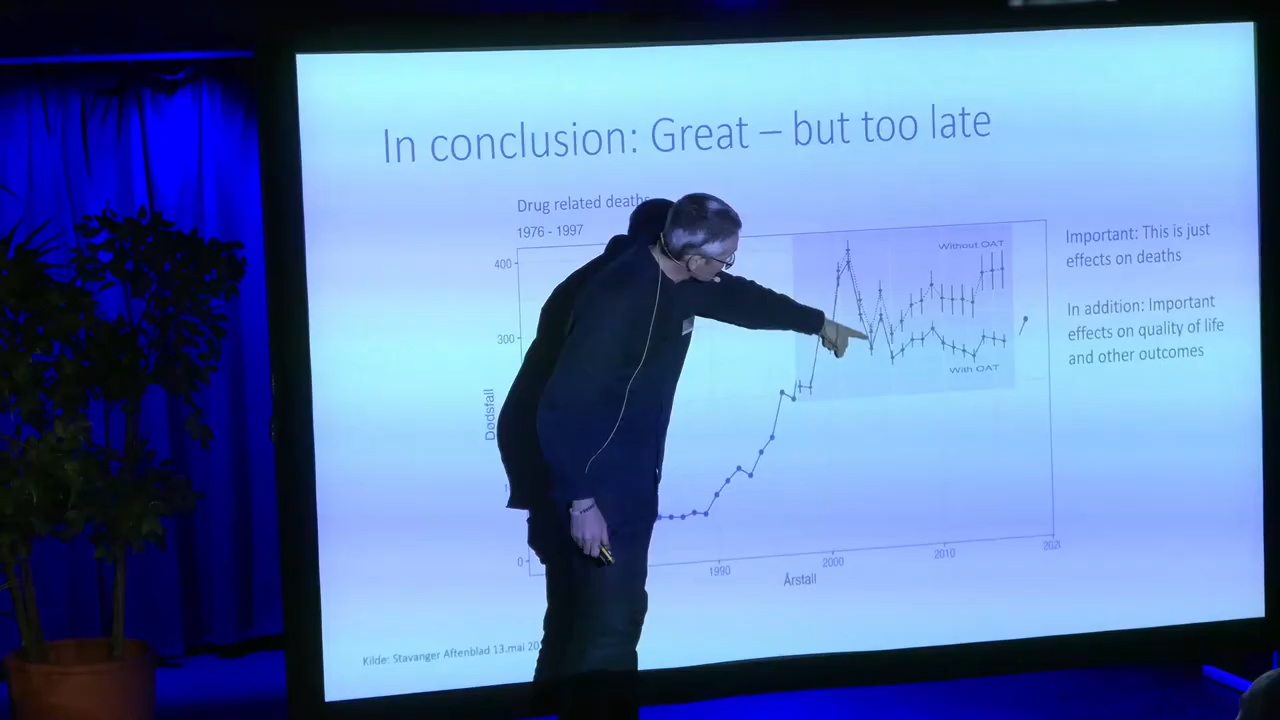 In conclusion: Great – but too late
Drug related deaths
1976 - 1997
400
300
0
Dødsfall
Without OAT
With OAT
1990
2000
2010
Årstall
Important: This is just
effects on deaths
In addition: Important
effects on quality of life
and other outcomes
Kilde: Stavanger Aftenblad 13.mai